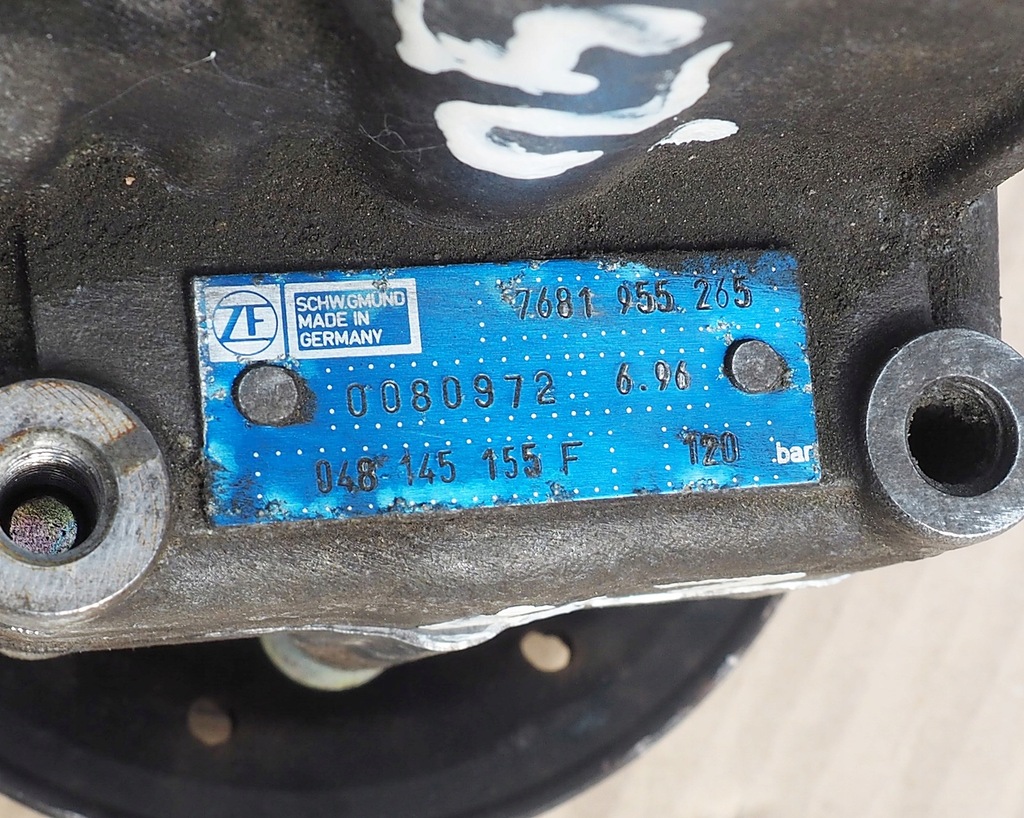 ZF
SCHW.GMÜND
MADE IN
GERMANY
7681 955 265
0080972 6.96
048 145 155 F 120 bar